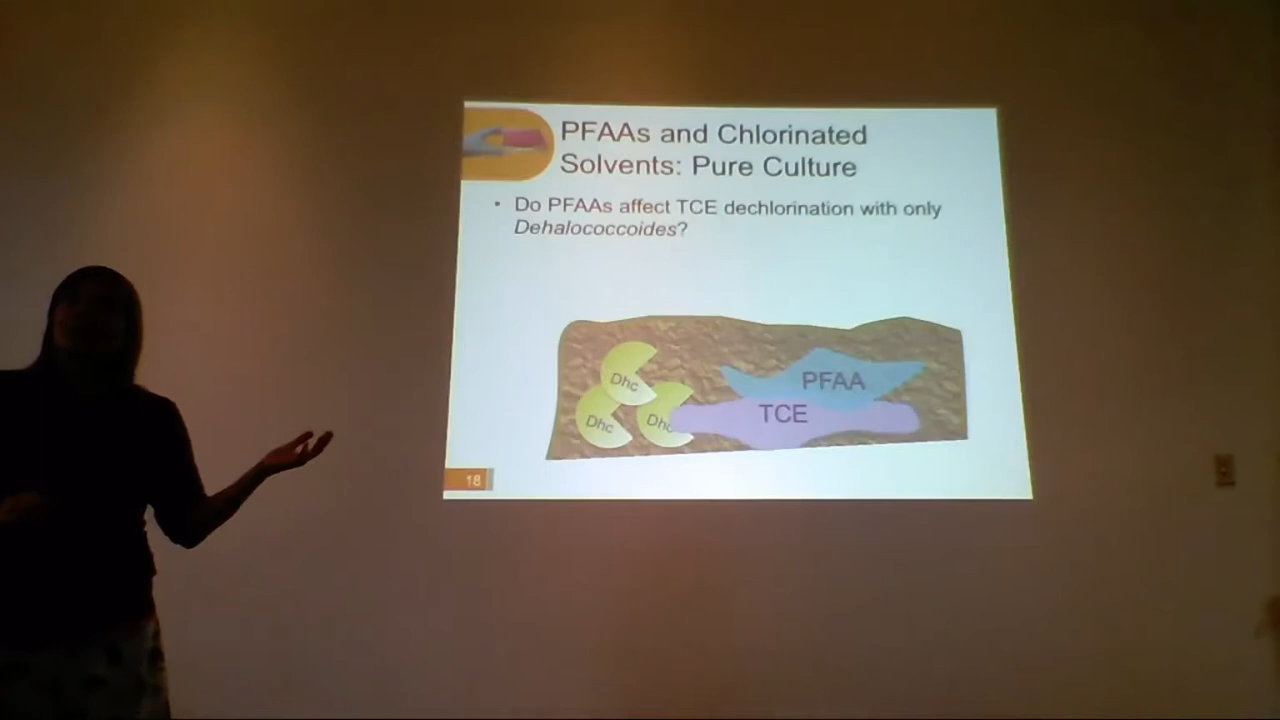 PFAAs and Chlorinated
Solvents: Pure Culture
• Do PFAAs affect TCE dechlorination with only
Dehalococcoides?
Dhc
PFAA
TCE
Dhc
Dhc
18